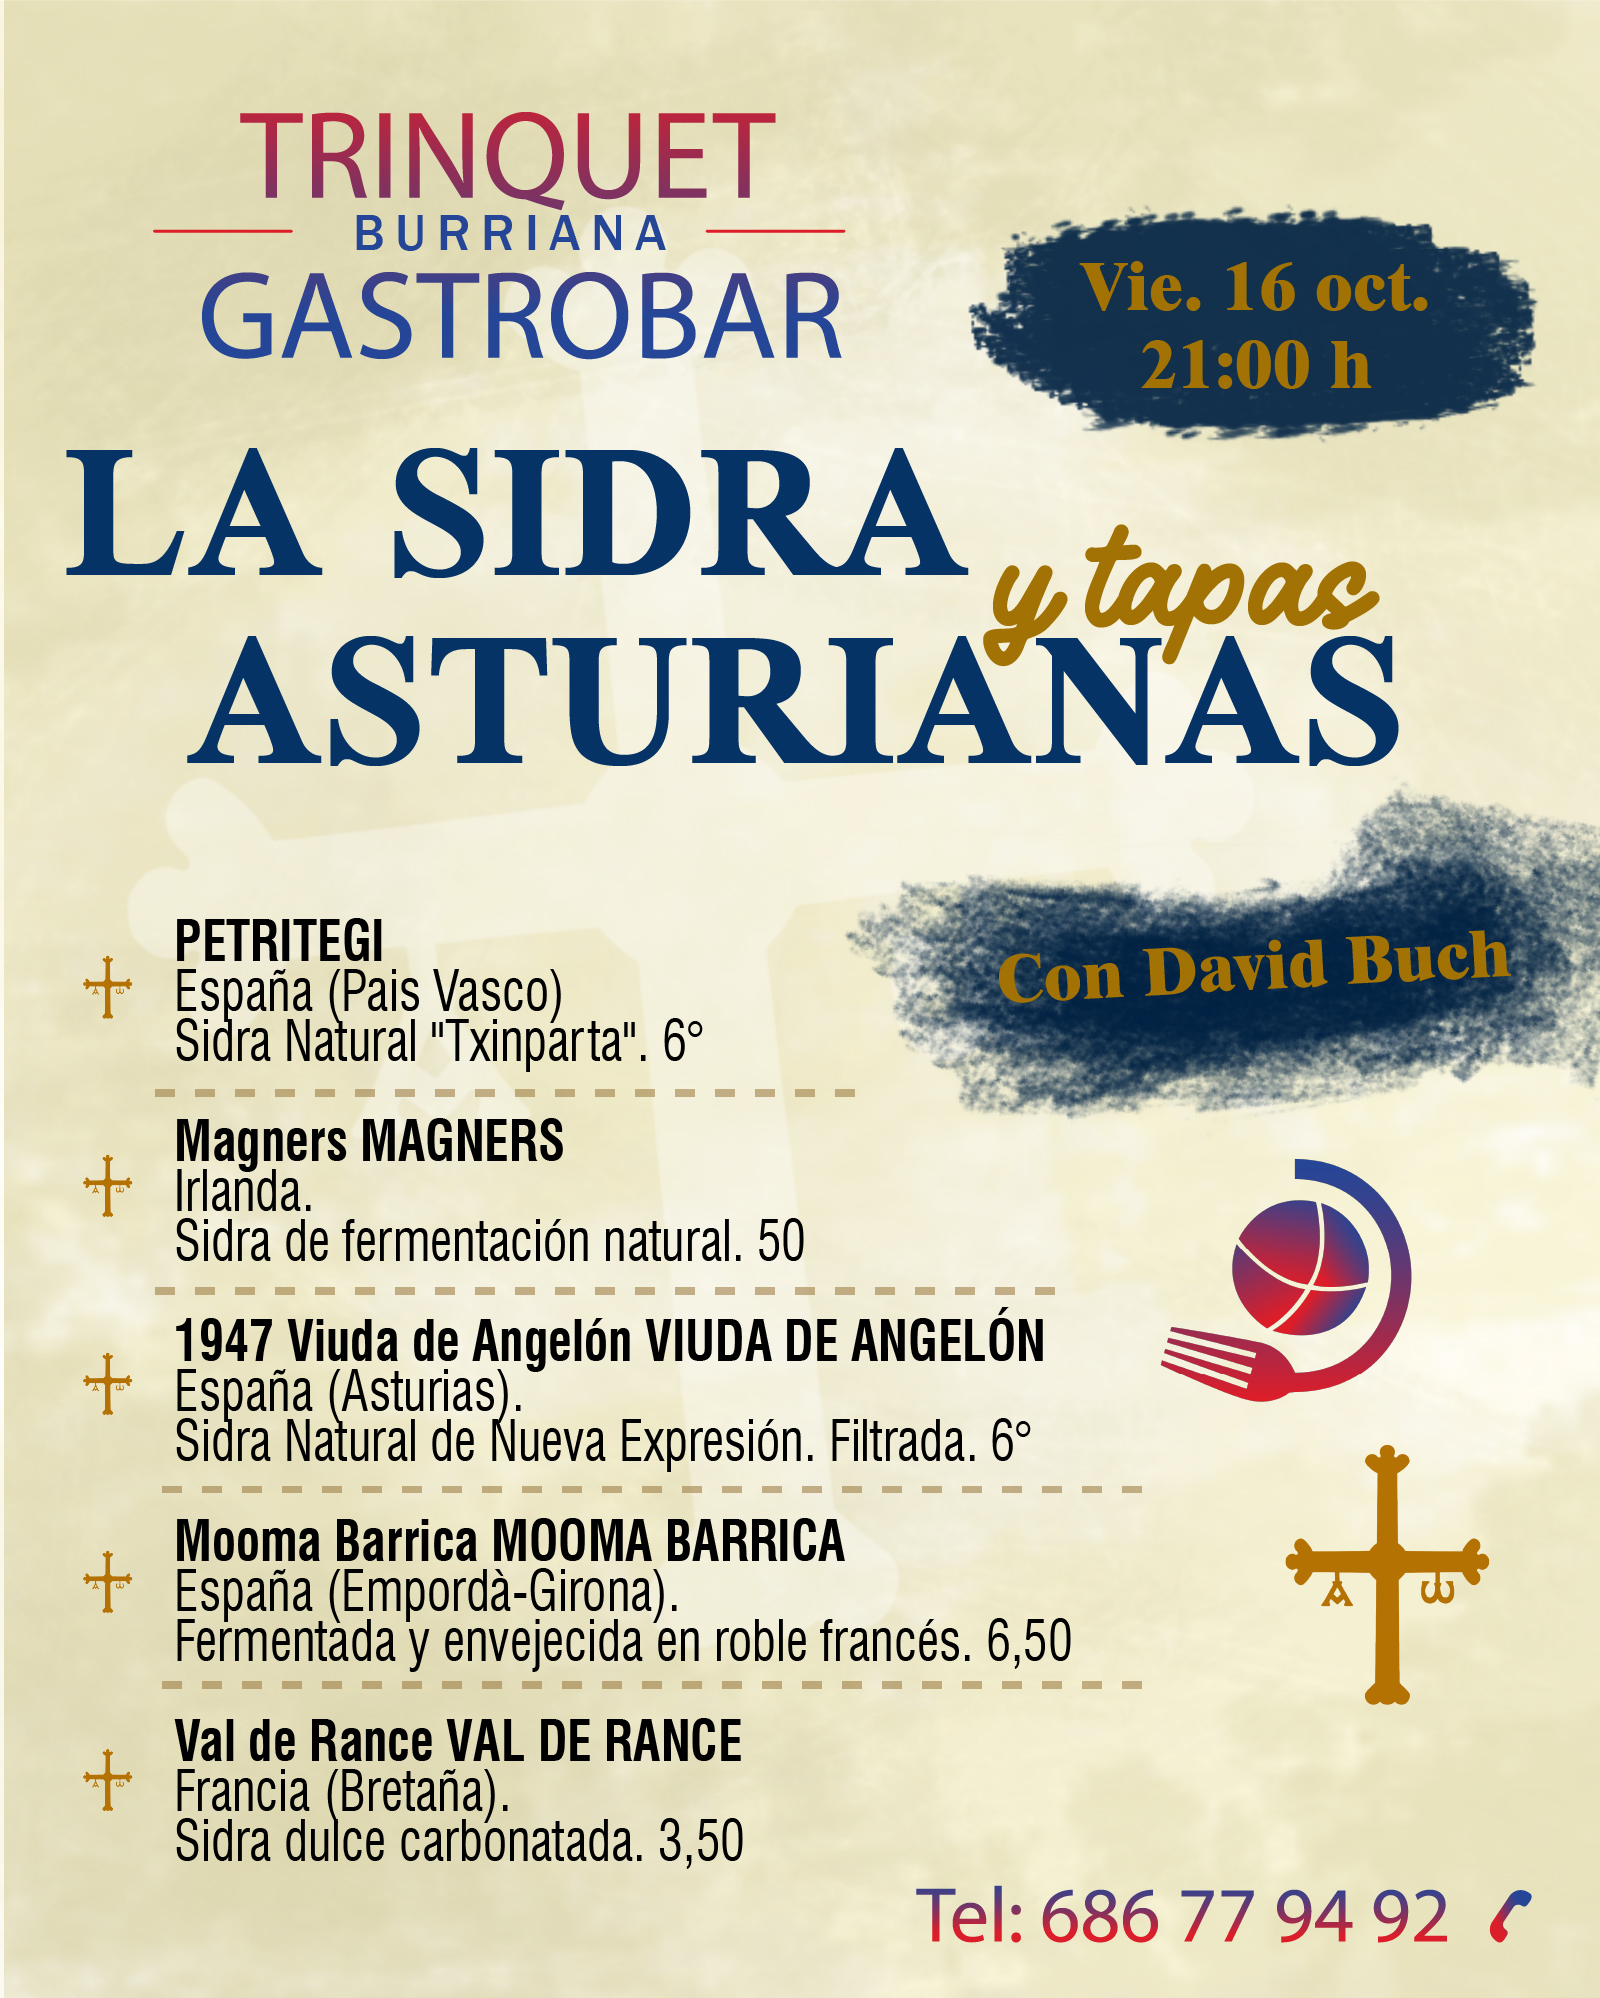 TRINQUET
BURRIANA
GASTROBAR
Vie. 16 oct.
21:00 h
LA SIDRA
y tapas
ASTURIANAS
Con David Buch
PETRITEGI
España (Pais Vasco)
Sidra Natural "Txinparta". 6°
Magners MAGNERS
Irlanda.
Sidra de fermentación natural. 50
1947 Viuda de Angelón VIUDA DE ANGELÓN
España (Asturias).
Sidra Natural de Nueva Expresión. Filtrada. 6°
Mooma Barrica MOOMA BARRICA
España (Empordà-Girona).
Fermentada y envejecida en roble francés. 6,50
Val de Rance VAL DE RANCE
Francia (Bretaña).
Sidra dulce carbonatada. 3,50
Tel: 686 77 94 92